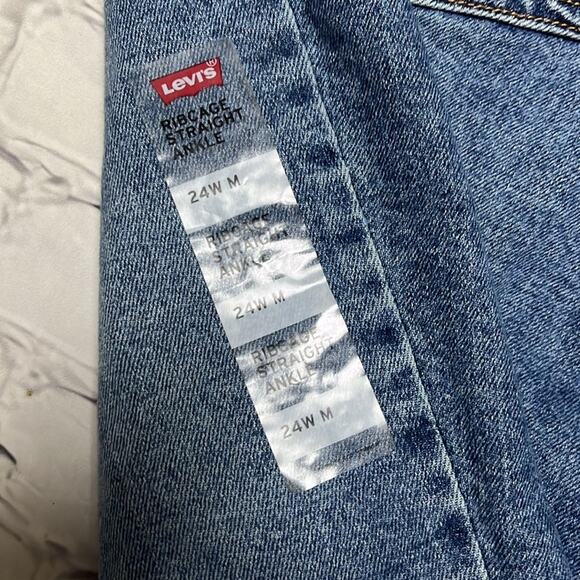 Levi's®
RIBCAGE
STRAIGHT
ANKLE
24W M
RIBCAGE
STRAIGHT
ANKLE
24W M
RIBCAGE
STRAIGHT
ANKLE
24W M